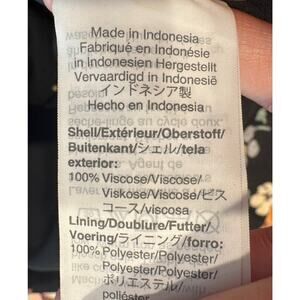 Made in Indonesia
Fabriqué en Indonésie
in Indonesien Hergestellt
Vervaardigd in Indonesië
インドネシア製
Hecho en Indonesia
Shell/Extérieur/Oberstoff/
Buitenkant/シェル/tela
exterior:
100% Viscose/Viscose/
Viskose/Viscose/ビス
コース/viscosa
Lining/Doublure/Futter/
Voering/ライニング/forro:
100% Polyester/Polyester/
Polyester/Polyester/
ポリエステル/
poliéster